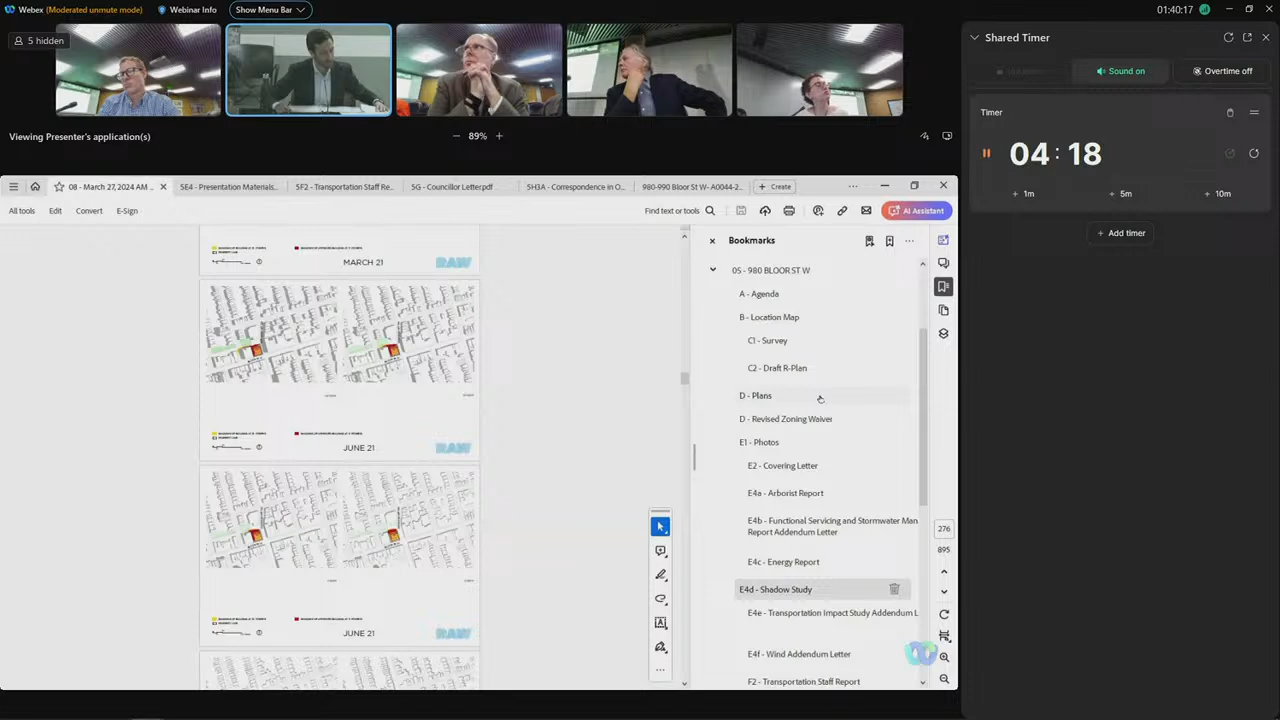 Webex (Moderated unmute mode) Webinar Info Show Menu Bar 01:40:17
5 hidden
Viewing Presenter's application(s) 89%
Shared Timer
Sound on Overtime off
Timer
04:18
+ 1m + 5m + 10m
+ Add timer
08 - March 27, 2024 AM ... 5E4 - Presentation Materials... 5F2 - Transportation Staff Re... 5G - Councillor Letter.pdf 5H3A - Correspondence in O... 980-990 Bloor St W- A0044-2... + Create
All tools Edit Convert E-Sign Find text or tools AI Assistant
MARCH 21 RAW
JUNE 21 RAW
JUNE 21 RAW
Bookmarks
05 - 980 BLOOR ST W
A - Agenda
B - Location Map
C1 - Survey
C2 - Draft R-Plan
D - Plans
D - Revised Zoning Waiver
E1 - Photos
E2 - Covering Letter
E4a - Arborist Report
E4b - Functional Servicing and Stormwater Man
Report Addendum Letter
E4c - Energy Report
E4d - Shadow Study
E4e - Transportation Impact Study Addendum L
E4f - Wind Addendum Letter
F2 - Transportation Staff Report
276
895